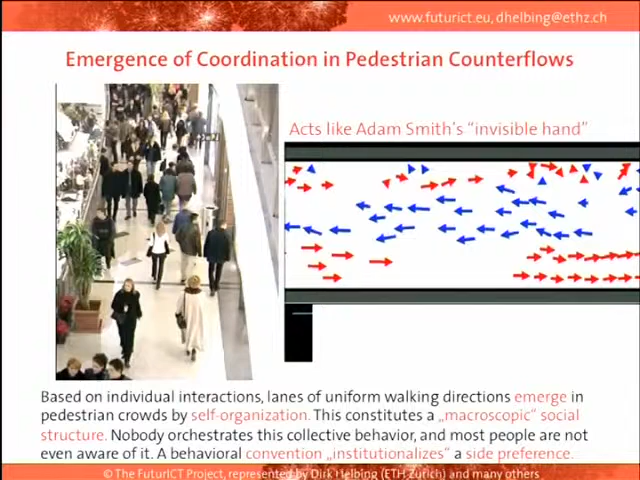 www.futurict.eu, dhelbing@ethz.ch
Emergence of Coordination in Pedestrian Counterflows
Acts like Adam Smith's "invisible hand"
Based on individual interactions, lanes of uniform walking directions emerge in
pedestrian crowds by self-organization. This constitutes a „macroscopic“ social
structure. Nobody orchestrates this collective behavior, and most people are not
even aware of it. A behavioral convention „institutionalizes“ a side preference.
© The FuturICT Project, represented by Dirk Helbing (ETH Zurich) and many others